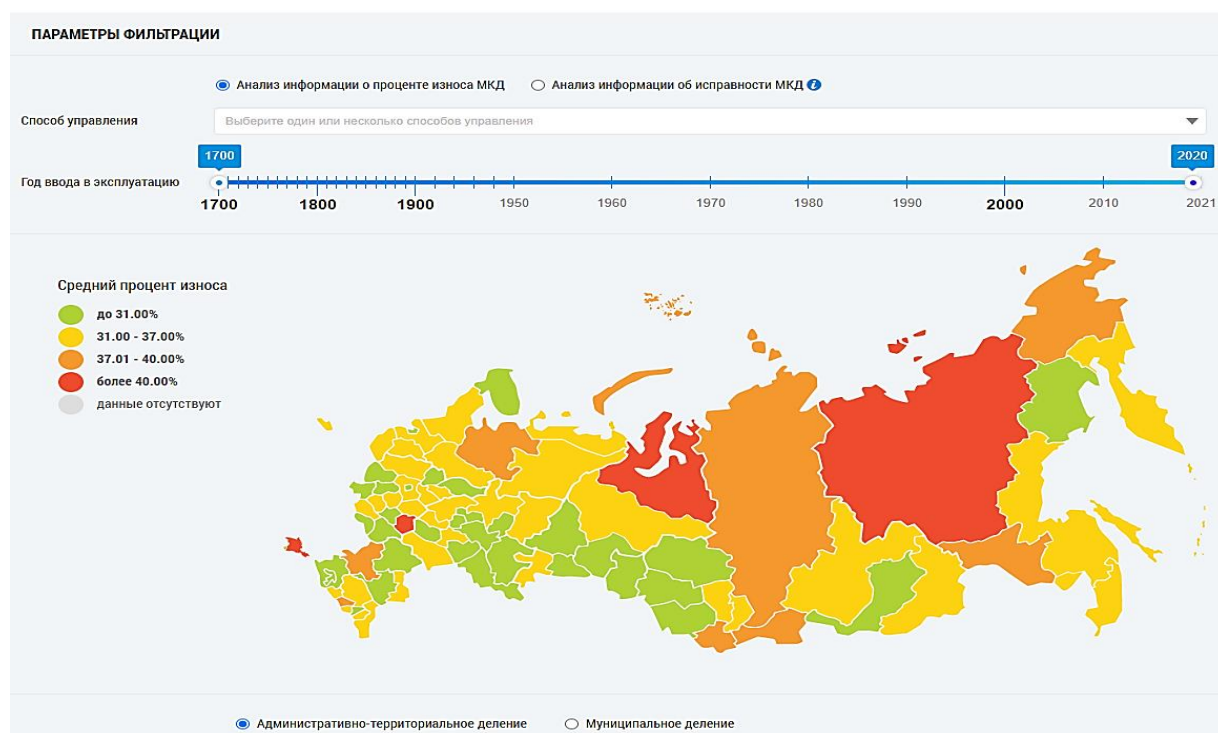 ПАРАМЕТРЫ ФИЛЬТРАЦИИ
Анализ информации о проценте износа МКД Анализ информации об исправности МКД i
Способ управления Выберите один или несколько способов управления
1700 2020
Год ввода в эксплуатацию
1700 1800 1900 1950 1960 1970 1980 1990 2000 2010 2021
Средний процент износа
до 31.00%
31.00 - 37.00%
37.01 - 40.00%
более 40.00%
данные отсутствуют
Административно-территориальное деление Муниципальное деление